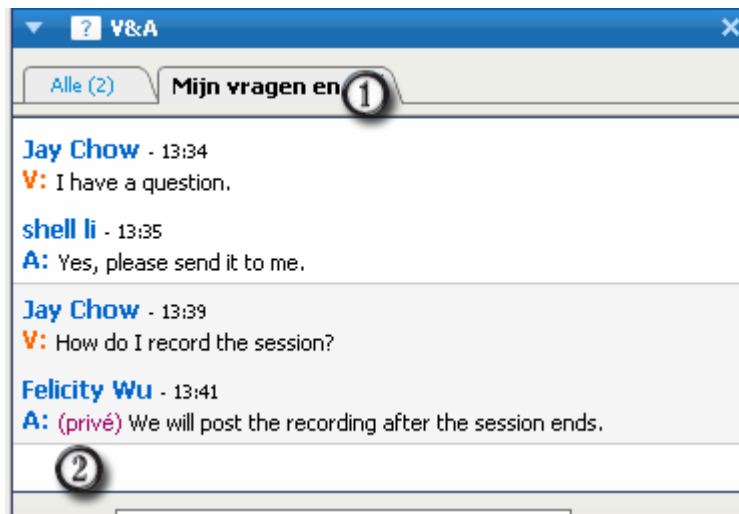 ? V&A
Alle (2) Mijn vragen en 1
Jay Chow - 13:34
V: I have a question.
shell li - 13:35
A: Yes, please send it to me.
Jay Chow - 13:39
V: How do I record the session?
Felicity Wu - 13:41
A: (privé) We will post the recording after the session ends.
2